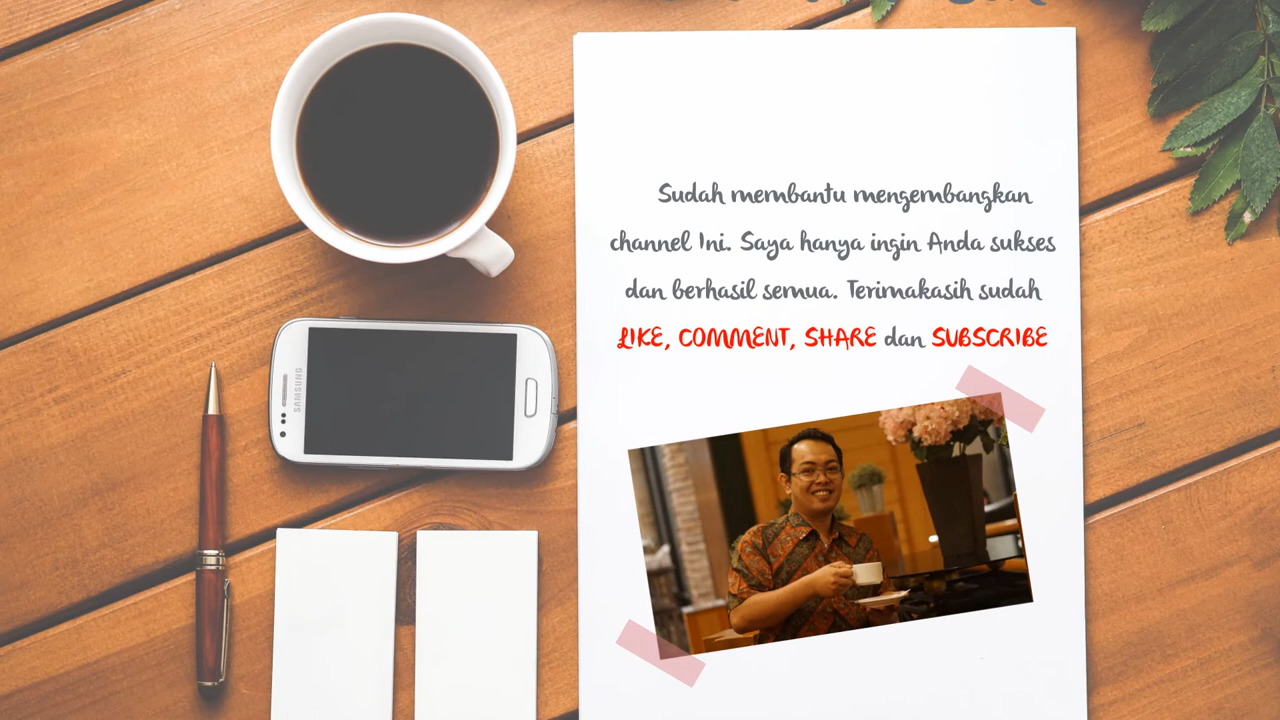 Sudah membantu mengembangkan
channel Ini. Saya hanya ingin Anda sukses
dan berhasil semua. Terimakasih sudah
LIKE, COMMENT, SHARE dan SUBSCRIBE
SAMSUNG